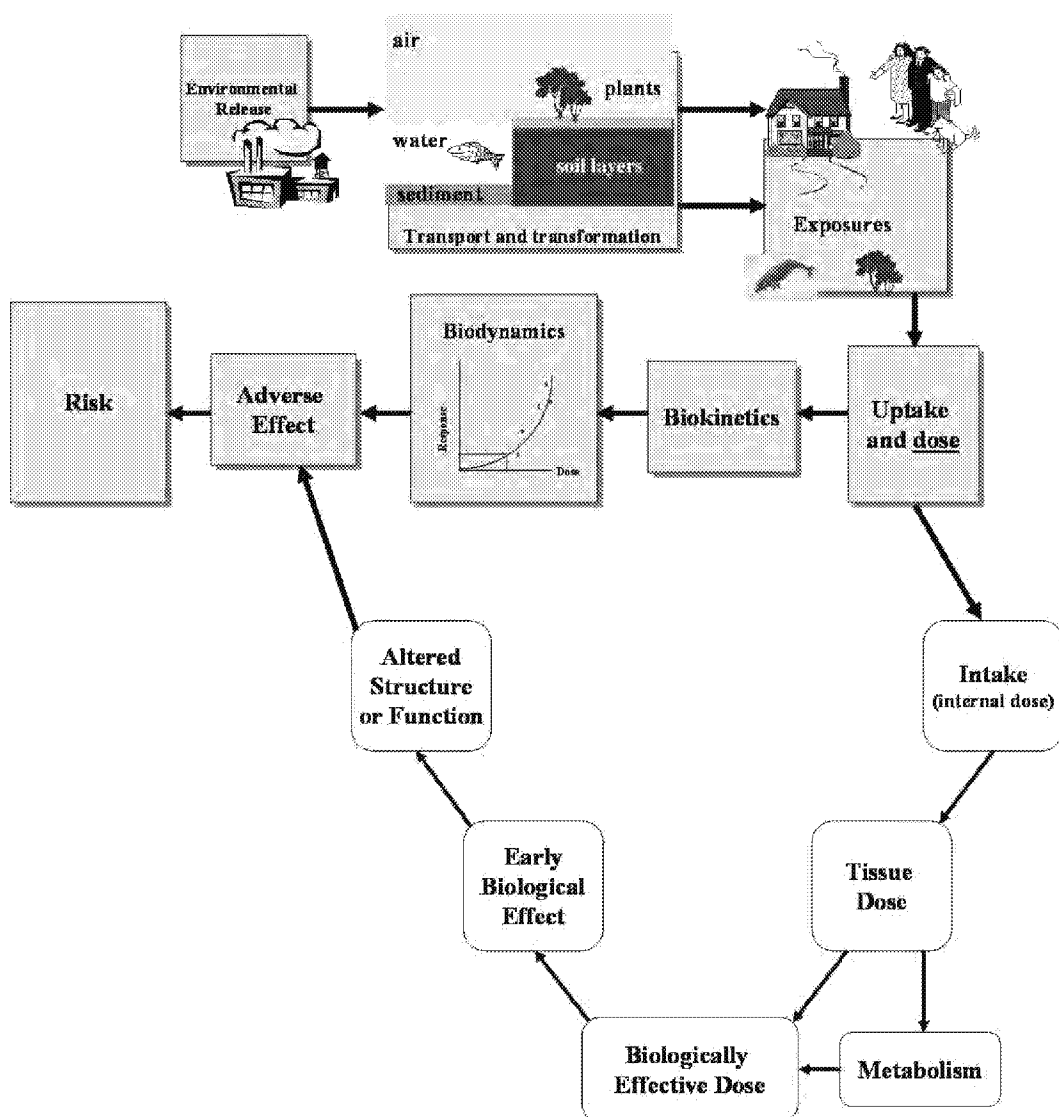 air
Environmental
Release
plants
water
soil layers
sediment
Transport and transformation
Exposures
Risk
Adverse
Effect
Biodynamics
Response
Dose
Biokinetics
Uptake
and dose
Altered
Structure
or Function
Intake
(internal dose)
Early
Biological
Effect
Tissue
Dose
Biologically
Effective Dose
Metabolism